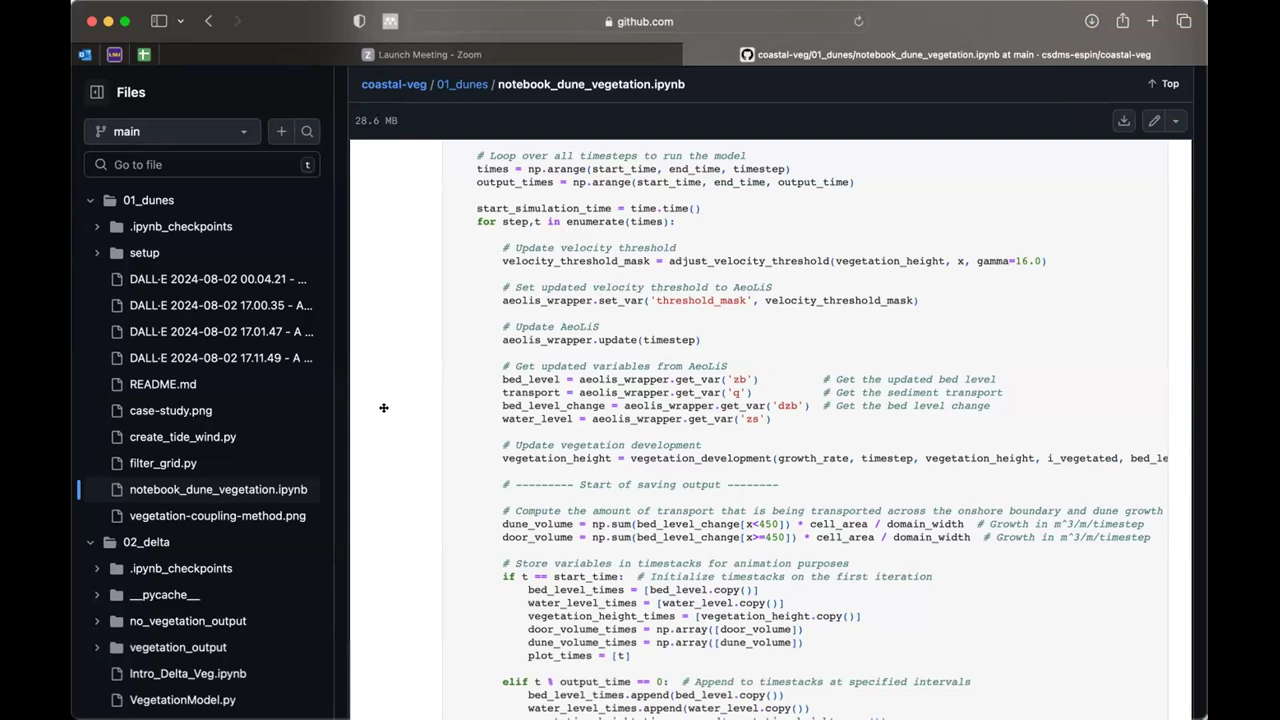 github.com
Launch Meeting - Zoom
coastal-veg/01_dunes/notebook_dune_vegetation.ipynb at main · csdms-espin/coastal-veg
Files
main
Go to file
t
01_dunes
.ipynb_checkpoints
setup
DALL·E 2024-08-02 00.04.21 - ...
DALL·E 2024-08-02 17.00.35 - A ...
DALL·E 2024-08-02 17.01.47 - A ...
DALL·E 2024-08-02 17.11.49 - A ...
README.md
case-study.png
create_tide_wind.py
filter_grid.py
notebook_dune_vegetation.ipynb
vegetation-coupling-method.png
02_delta
.ipynb_checkpoints
__pycache__
no_vegetation_output
vegetation_output
Intro_Delta_Veg.ipynb
VegetationModel.py
coastal-veg / 01_dunes / notebook_dune_vegetation.ipynb
Top
28.6 MB
# Loop over all timesteps to run the model
times = np.arange(start_time, end_time, timestep)
output_times = np.arange(start_time, end_time, output_time)
start_simulation_time = time.time()
for step,t in enumerate(times):
# Update velocity threshold
velocity_threshold_mask = adjust_velocity_threshold(vegetation_height, x, gamma=16.0)
# Set updated velocity threshold to AeoLiS
aeolis_wrapper.set_var('threshold_mask', velocity_threshold_mask)
# Update AeoLiS
aeolis_wrapper.update(timestep)
# Get updated variables from AeoLiS
bed_level = aeolis_wrapper.get_var('zb') # Get the updated bed level
transport = aeolis_wrapper.get_var('q') # Get the sediment transport
bed_level_change = aeolis_wrapper.get_var('dzb') # Get the bed level change
water_level = aeolis_wrapper.get_var('zs')
# Update vegetation development
vegetation_height = vegetation_development(growth_rate, timestep, vegetation_height, i_vegetated, bed_le
# --------- Start of saving output --------
# Compute the amount of transport that is being transported across the onshore boundary and dune growth
dune_volume = np.sum(bed_level_change[x<450]) * cell_area / domain_width # Growth in m^3/m/timestep
door_volume = np.sum(bed_level_change[x>=450]) * cell_area / domain_width # Growth in m^3/m/timestep
# Store variables in timestacks for animation purposes
if t == start_time: # Initialize timestacks on the first iteration
bed_level_times = [bed_level.copy()]
water_level_times = [water_level.copy()]
vegetation_height_times = [vegetation_height.copy()]
door_volume_times = np.array([door_volume])
dune_volume_times = np.array([dune_volume])
plot_times = [t]
elif t % output_time == 0: # Append to timestacks at specified intervals
bed_level_times.append(bed_level.copy())
water_level_times.append(water_level.copy())